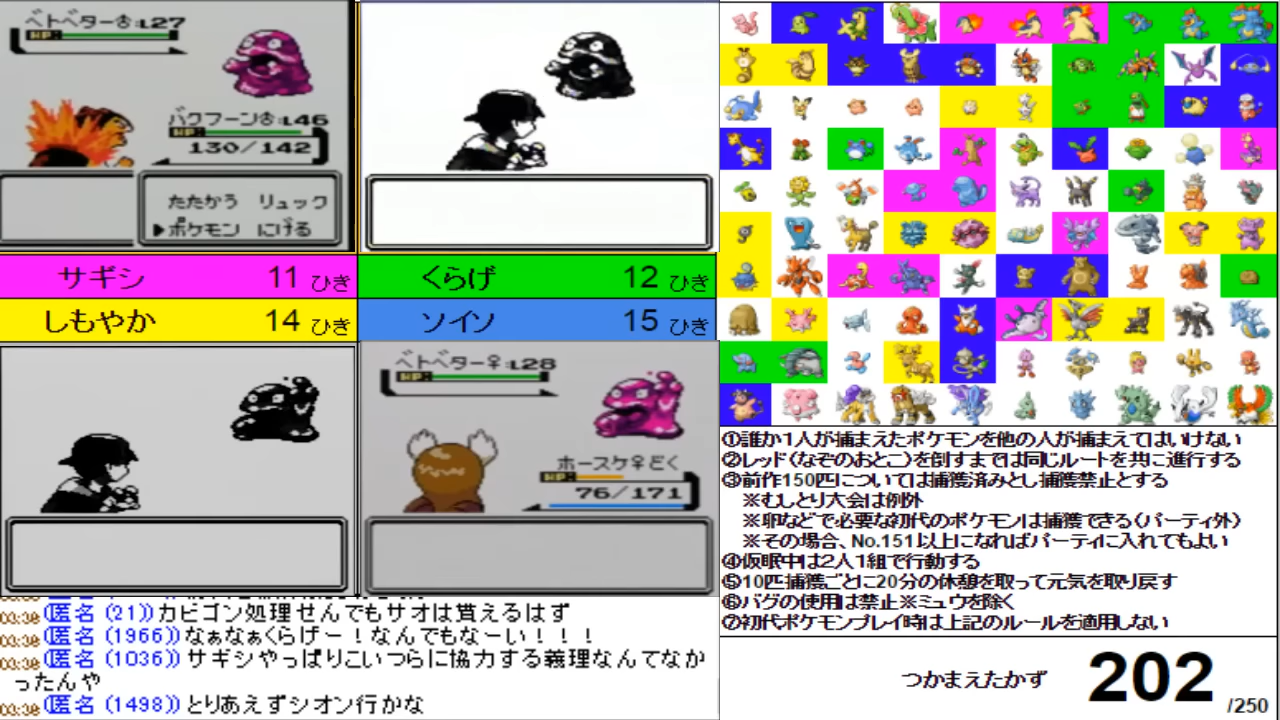 ベトベター♂:L27
HP:
バクフーン♂:L46
HP:
130/142
たたかう リュック
▶ポケモン にげる
サギシ 11 ひき
くらげ 12 ひき
しもやか 14 ひき
ソイソ 15 ひき
ベトベター♀:L28
HP:
ホースケ♀どく
HP:
76/171
03:38 (匿名 (21)) カビゴン処理せんでもサオは貰えるはず
03:38 (匿名 (1966)) なぁなぁくらげー！なんでもなーい！！！
03:38 (匿名 (1036)) サギシやっぱりこいつらに協力する義理なんてなか
ったんや
03:38 (匿名 (1498)) とりあえずシオン行かな
①誰か１人が捕まえたポケモンを他の人が捕まえてはいけない
②レッド（なぞのおとこ）を倒すまでは同じルートを共に進行する
③前作150匹については捕獲済みとし捕獲禁止とする
※むしとり大会は例外
※卵などで必要な初代のポケモンは捕獲できる（パーティ外）
※その場合、No.151以上になればパーティに入れてもよい
④仮眠中は２人１組で行動する
⑤10匹捕獲ごとに20分の休憩を取って元気を取り戻す
⑥バグの使用は禁止※ミュウを除く
⑦初代ポケモンプレイ時は上記のルールを適用しない
つかまえたかず 202 /250